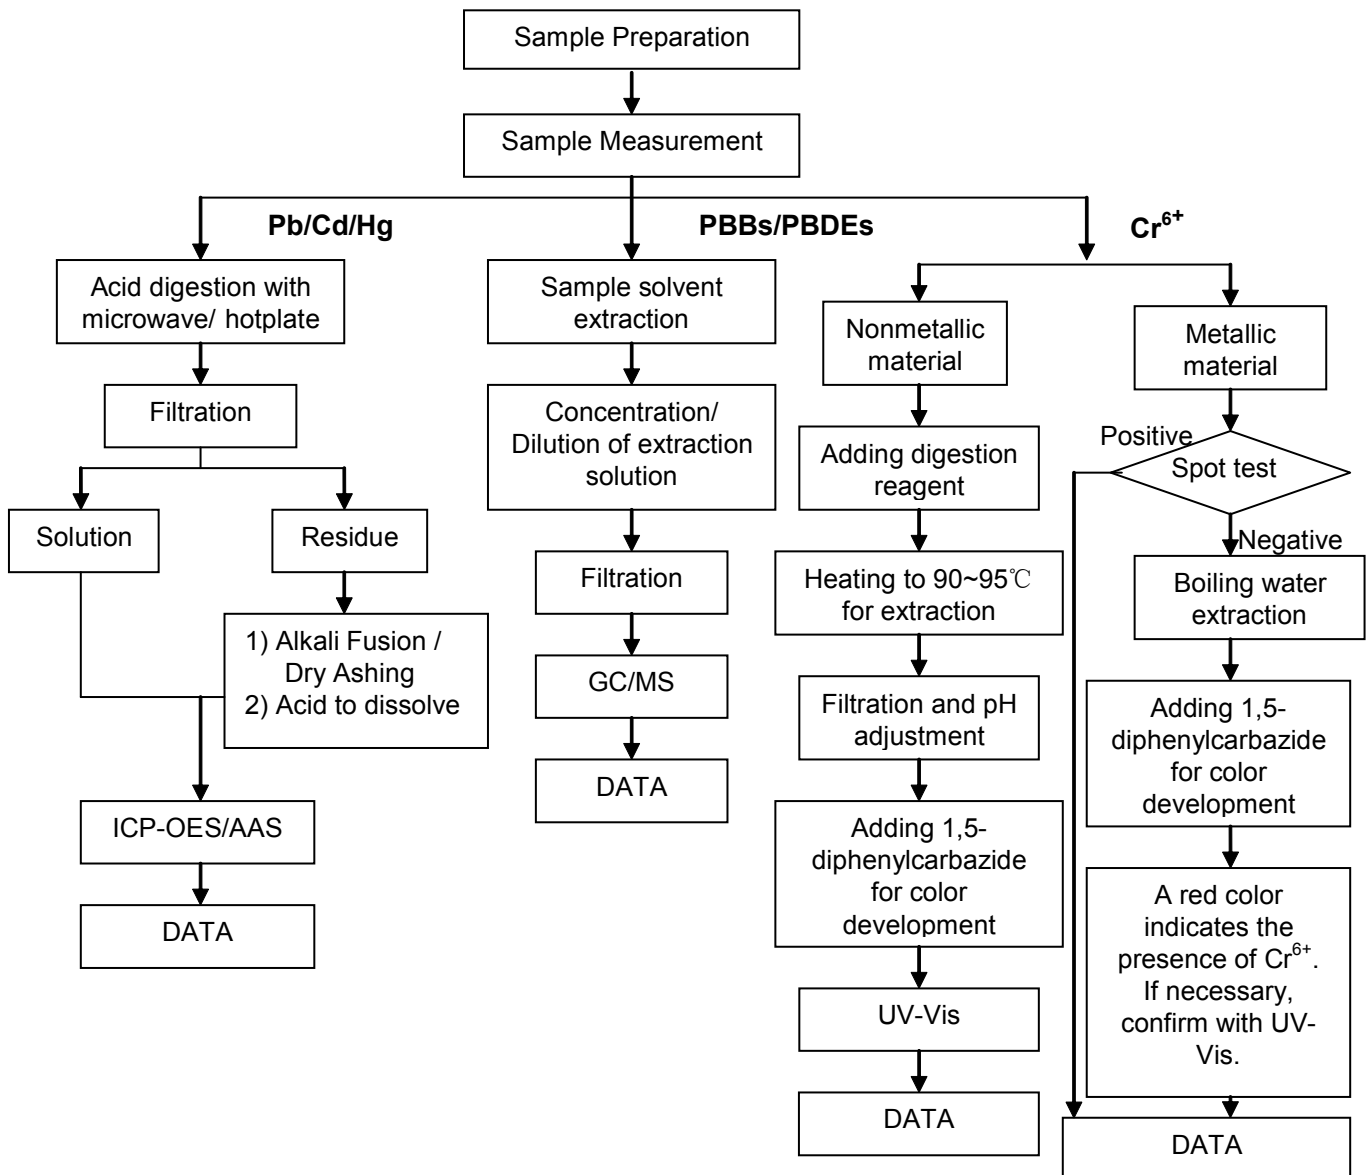 Sample Preparation
Sample Measurement
Pb/Cd/Hg
PBBs/PBDEs
Cr⁶⁺
Acid digestion with
microwave/ hotplate
Filtration
Solution
Residue
1) Alkali Fusion /
Dry Ashing
2) Acid to dissolve
ICP-OES/AAS
DATA
Sample solvent
extraction
Concentration/
Dilution of extraction
solution
Filtration
GC/MS
DATA
Nonmetallic
material
Adding digestion
reagent
Heating to 90~95℃
for extraction
Filtration and pH
adjustment
Adding 1,5-
diphenylcarbazide
for color
development
UV-Vis
DATA
Metallic
material
Positive
Spot test
Negative
Boiling water
extraction
Adding 1,5-
diphenylcarbazide
for color
development
A red color
indicates the
presence of Cr⁶⁺.
If necessary,
confirm with UV-
Vis.
DATA